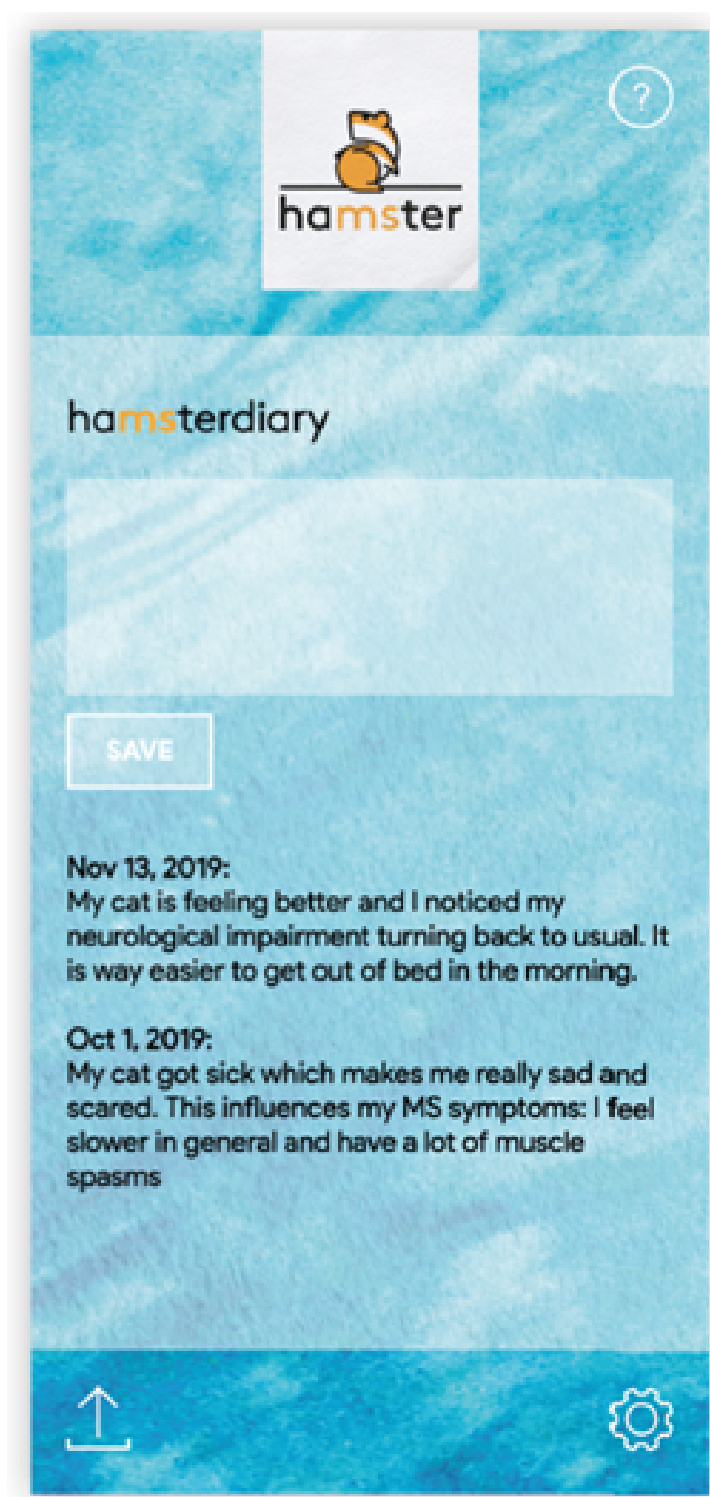 ?
hamster
hamsterdiary
SAVE
Nov 13, 2019:
My cat is feeling better and I noticed my
neurological impairment turning back to usual. It
is way easier to get out of bed in the morning.
Oct 1, 2019:
My cat got sick which makes me really sad and
scared. This influences my MS symptoms: I feel
slower in general and have a lot of muscle
spasms